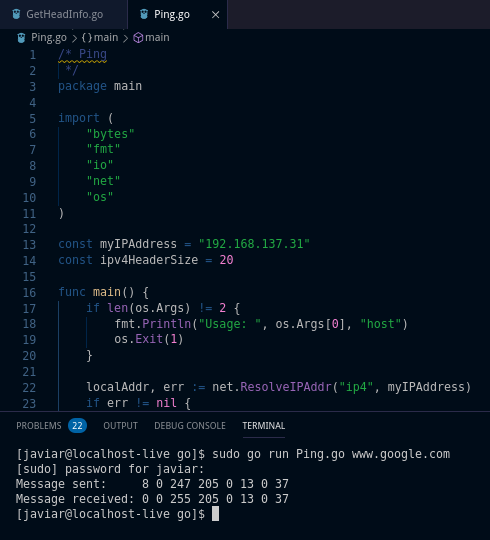 GetHeadInfo.go Ping.go ×
Ping.go > {} main > main
1 /* Ping
2 */
3 package main
4
5 import (
6 "bytes"
7 "fmt"
8 "io"
9 "net"
10 "os"
11 )
12
13 const myIPAddress = "192.168.137.31"
14 const ipv4HeaderSize = 20
15
16 func main() {
17 if len(os.Args) != 2 {
18 fmt.Println("Usage: ", os.Args[0], "host")
19 os.Exit(1)
20 }
21
22 localAddr, err := net.ResolveIPAddr("ip4", myIPAddress)
23 if err != nil {
PROBLEMS 22 OUTPUT DEBUG CONSOLE TERMINAL
[javiar@localhost-live go]$ sudo go run Ping.go www.google.com
[sudo] password for javiar:
Message sent: 8 0 247 205 0 13 0 37
Message received: 0 0 255 205 0 13 0 37
[javiar@localhost-live go]$